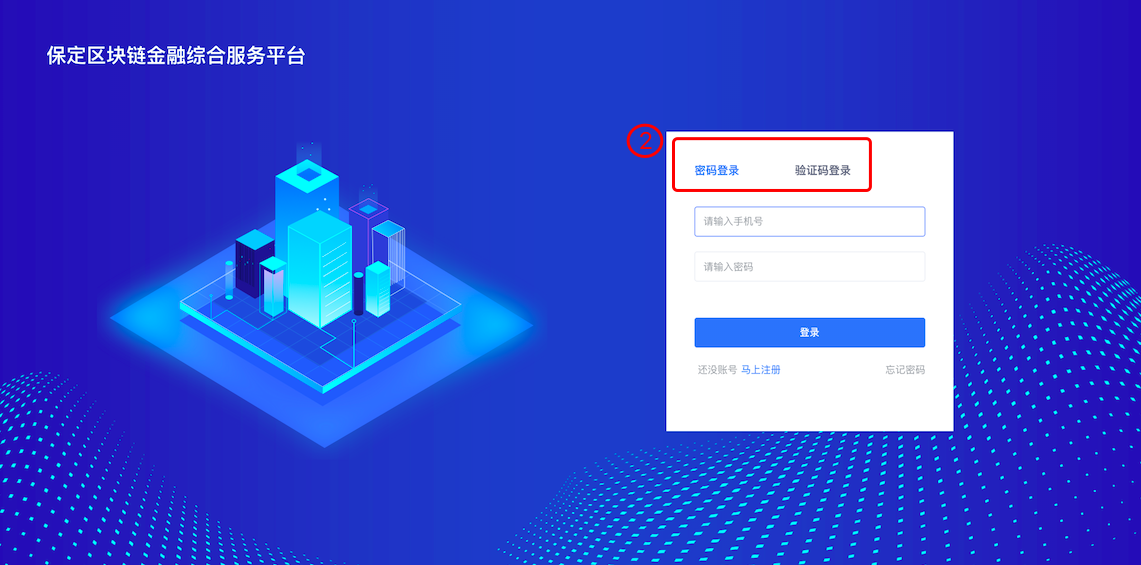 保定区块链金融综合服务平台
②
密码登录 验证码登录
请输入手机号
请输入密码
登录
还没账号 马上注册 忘记密码